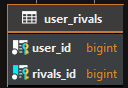 user_rivals
user_id bigint
rivals_id bigint